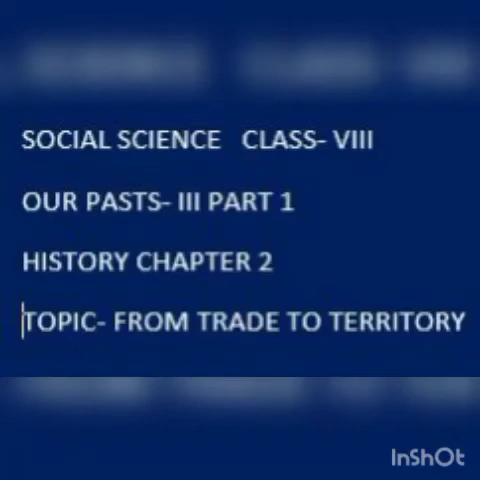 SOCIAL SCIENCE CLASS- VIII
OUR PASTS- III PART 1
HISTORY CHAPTER 2
TOPIC- FROM TRADE TO TERRITORY
InShOt